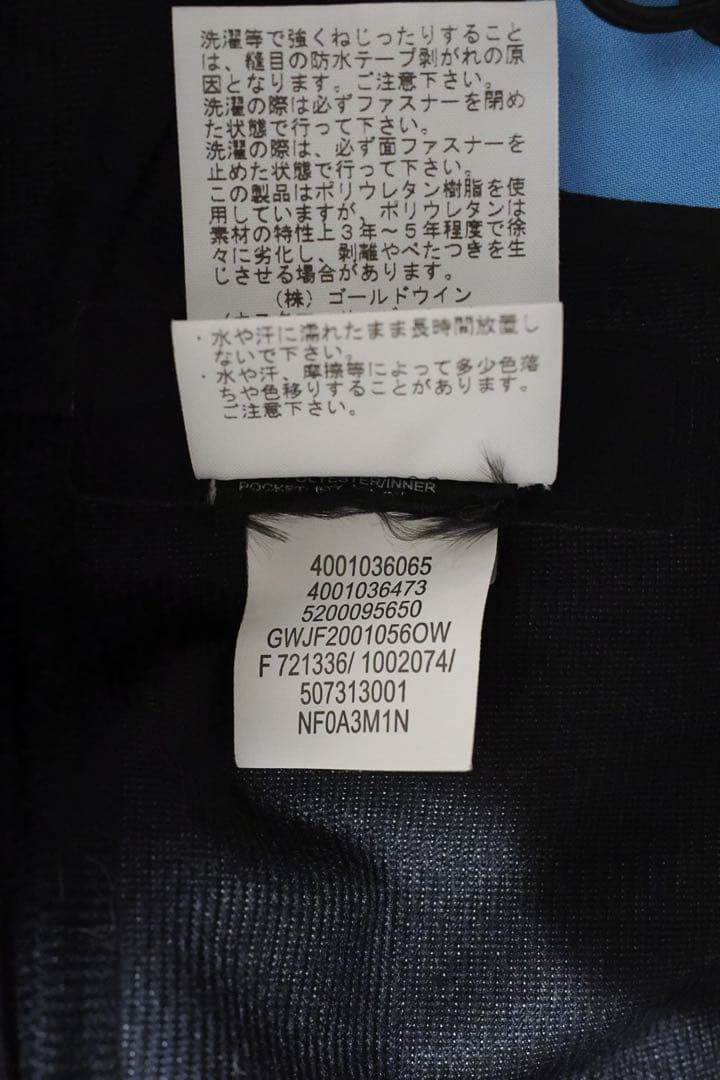 洗濯等で強くねじったりすること
は、縫目の防水テープ剥がれの原
因となります。ご注意下さい。
洗濯の際は必ずファスナーを閉め
た状態で行って下さい。
洗濯の際は、必ず面ファスナーを
止めた状態で行って下さい。
この製品はポリウレタン樹脂を使
用していますが、ポリウレタンは
素材の特性上3年～5年程度で徐
々に劣化し、剥離やべたつきを生
じさせる場合があります。
(株) ゴールドウイン
・水や汗に濡れたまま長時間放置し
ないで下さい。
・水や汗、摩擦等によって多少色落
ちや色移りすることがあります。
ご注意下さい。
POCKET
4001036065
4001036473
5200095650
GWJF2001056OW
F 721336/ 1002074/
507313001
NF0A3M1N